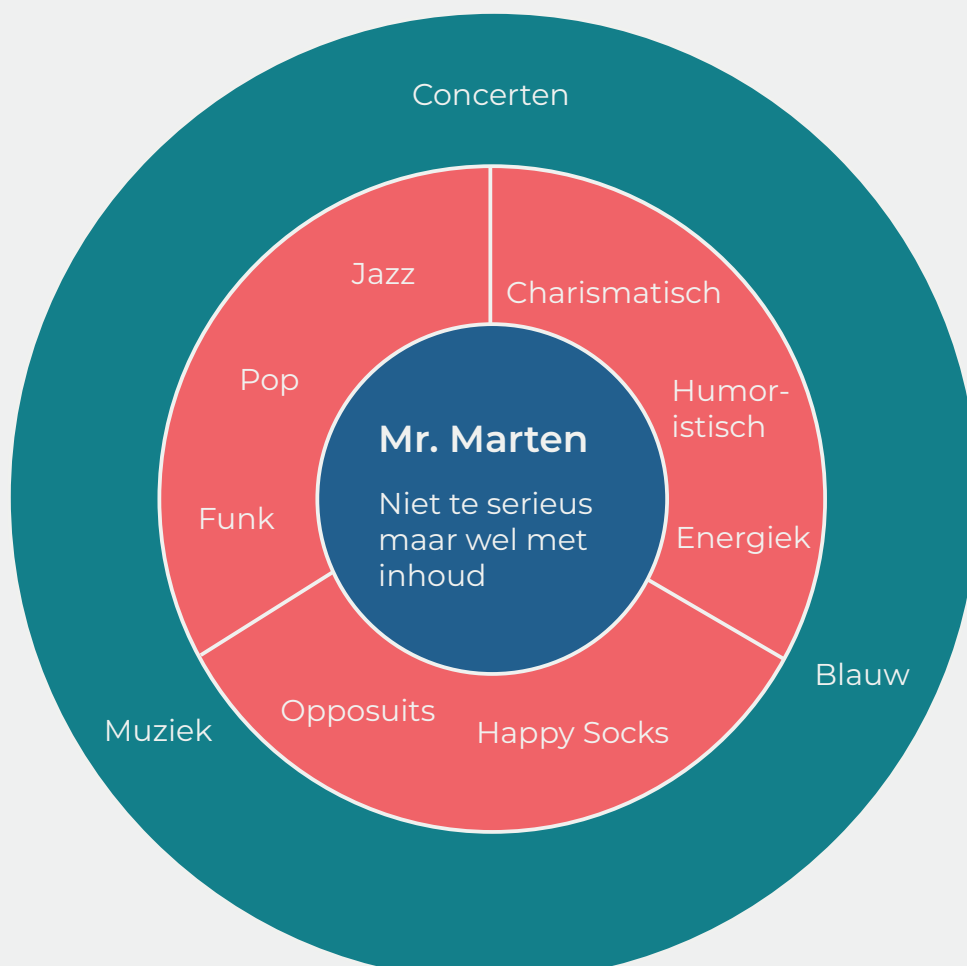 Concerten
Jazz
Charismatisch
Pop
Humor-
istisch
Mr. Marten
Niet te serieus
maar wel met
inhoud
Funk
Energiek
Blauw
Opposuits
Happy Socks
Muziek